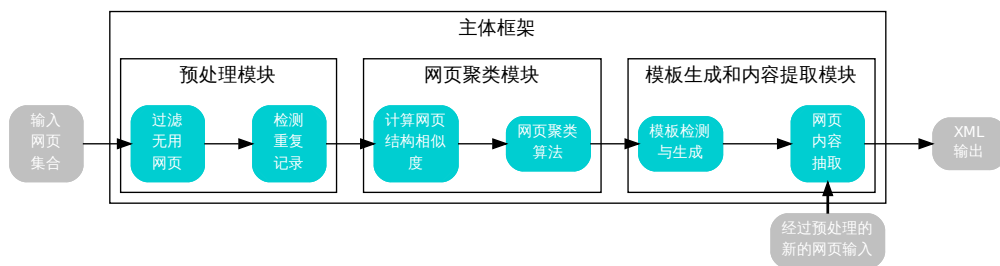 主体框架
预处理模块
网页聚类模块
模板生成和内容提取模块
输入
网页
集合
过滤
无用
网页
检测
重复
记录
计算网页
结构相似
度
网页聚类
算法
模板检测
与生成
网页
内容
抽取
XML
输出
经过预处理的
新的网页输入